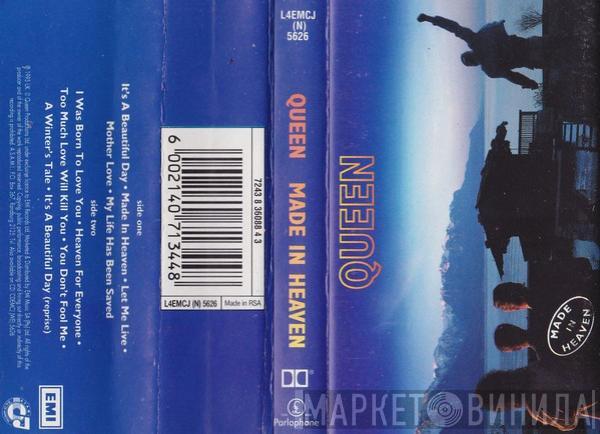 L4EMCJ
(N)
5626
QUEEN MADE IN HEAVEN
7243 8 36088 4 3
Parlophone
QUEEN
MADE
IN
HEAVEN
side one
It's A Beautiful Day • Made In Heaven • Let Me Live •
Mother Love • My Life Has Been Saved
side two
I Was Born To Love You • Heaven For Everyone •
Too Much Love Will Kill You • You Don't Fool Me •
A Winter's Tale • It's A Beautiful Day (reprise)
6 002140 713448
L4EMCJ (N) 5626
Made in RSA
EMI
МАРКЕТ ВИНИЛА